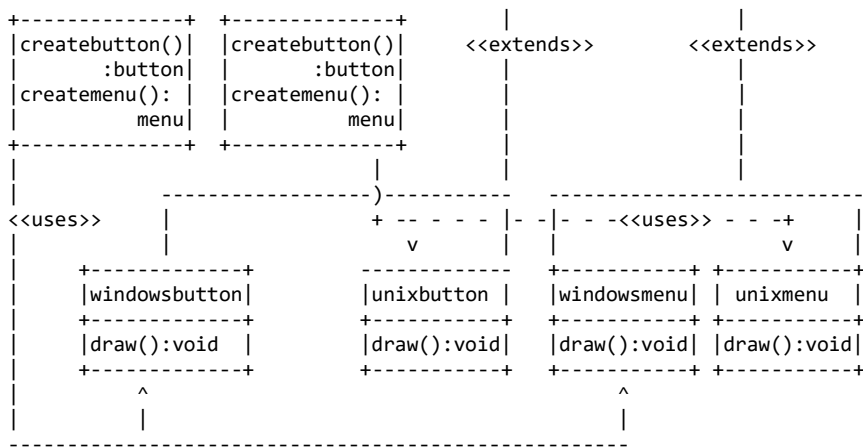 +--------------+  +--------------+            |                      |
|createbutton()|  |createbutton()|      <<extends>>            <<extends>>
|       :button|  |       :button|            |                      |
|createmenu(): |  |createmenu(): |            |                      |
|          menu|  |          menu|            |                      |
+--------------+  +--------------+            |                      |
|                                  |           |                      |
|              -------------------)------------   -----------------------------
<<uses>>      |                   + -- - - - |- -|- - -<<uses>> - - -+      |
|              |                      v        |   |                     v      |
|      +-------------+          --------------   +-----------+ +-----------+
|      |windowsbutton|          |unixbutton |   |windowsmenu| | unixmenu  |
|      +-------------+          +-----------+   +-----------+ +-----------+
|      |draw():void  |          |draw():void|   |draw():void| |draw():void|
|      +-------------+          +-----------+   +-----------+ +-----------+
|            ^                                            ^
|            |                                            |
----------------------------------------------------------